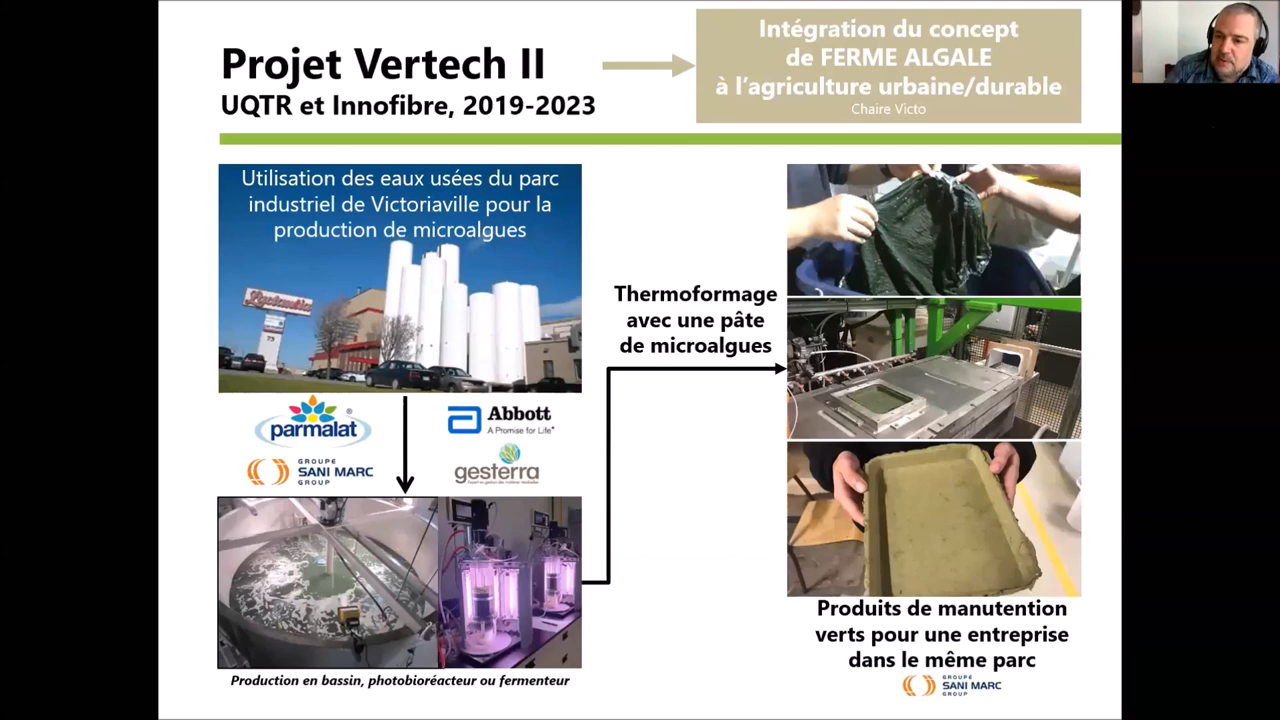 Projet Vertech II
UQTR et Innofibre, 2019-2023
Intégration du concept
de FERME ALGALE
à l’agriculture urbaine/durable
Chaire Victo
Utilisation des eaux usées du parc
industriel de Victoriaville pour la
production de microalgues
Lactantia
75
parmalat®
Abbott
A Promise for Life
GROUPE
SANI MARC
GROUP
gesterra
Thermoformage
avec une pâte
de microalgues
Production en bassin, photobioréacteur ou fermenteur
Produits de manutention
verts pour une entreprise
dans le même parc
GROUPE
SANI MARC
GROUP